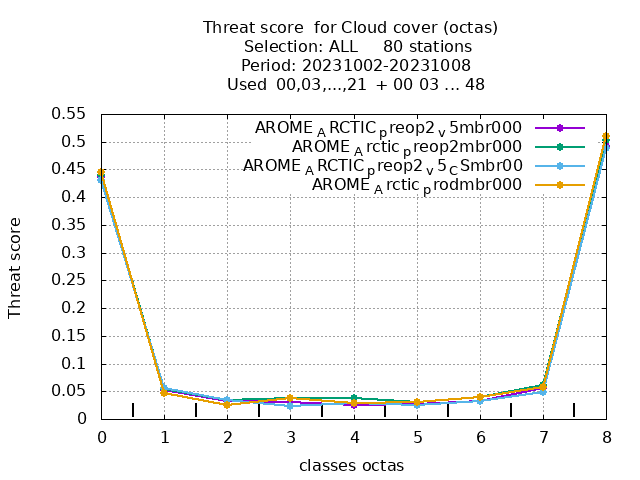 Threat score  for Cloud cover (octas)
Selection: ALL     80 stations
Period: 20231002-20231008
Used  00,03,...,21  + 00 03 ... 48
AROME_ARCTIC_preop2_v5mbr000
AROME_Arctic_preop2mbr000
AROME_ARCTIC_preop2_v5_CSmbr00
AROME_Arctic_prodmbr000
0.55
0.5
0.45
0.4
0.35
0.3
0.25
0.2
0.15
0.1
0.05
0
Threat score
0 1 2 3 4 5 6 7 8
classes octas